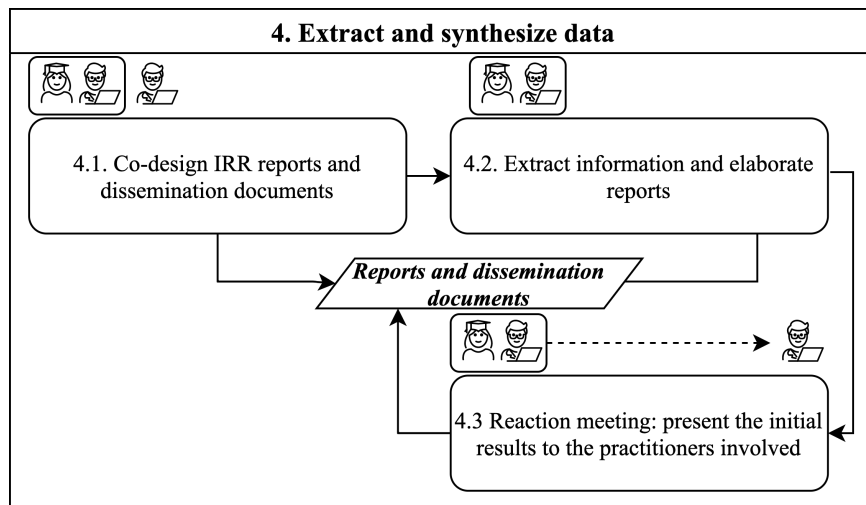 4. Extract and synthesize data
4.1. Co-design IRR reports and
dissemination documents
4.2. Extract information and elaborate
reports
Reports and dissemination
documents
4.3 Reaction meeting: present the initial
results to the practitioners involved